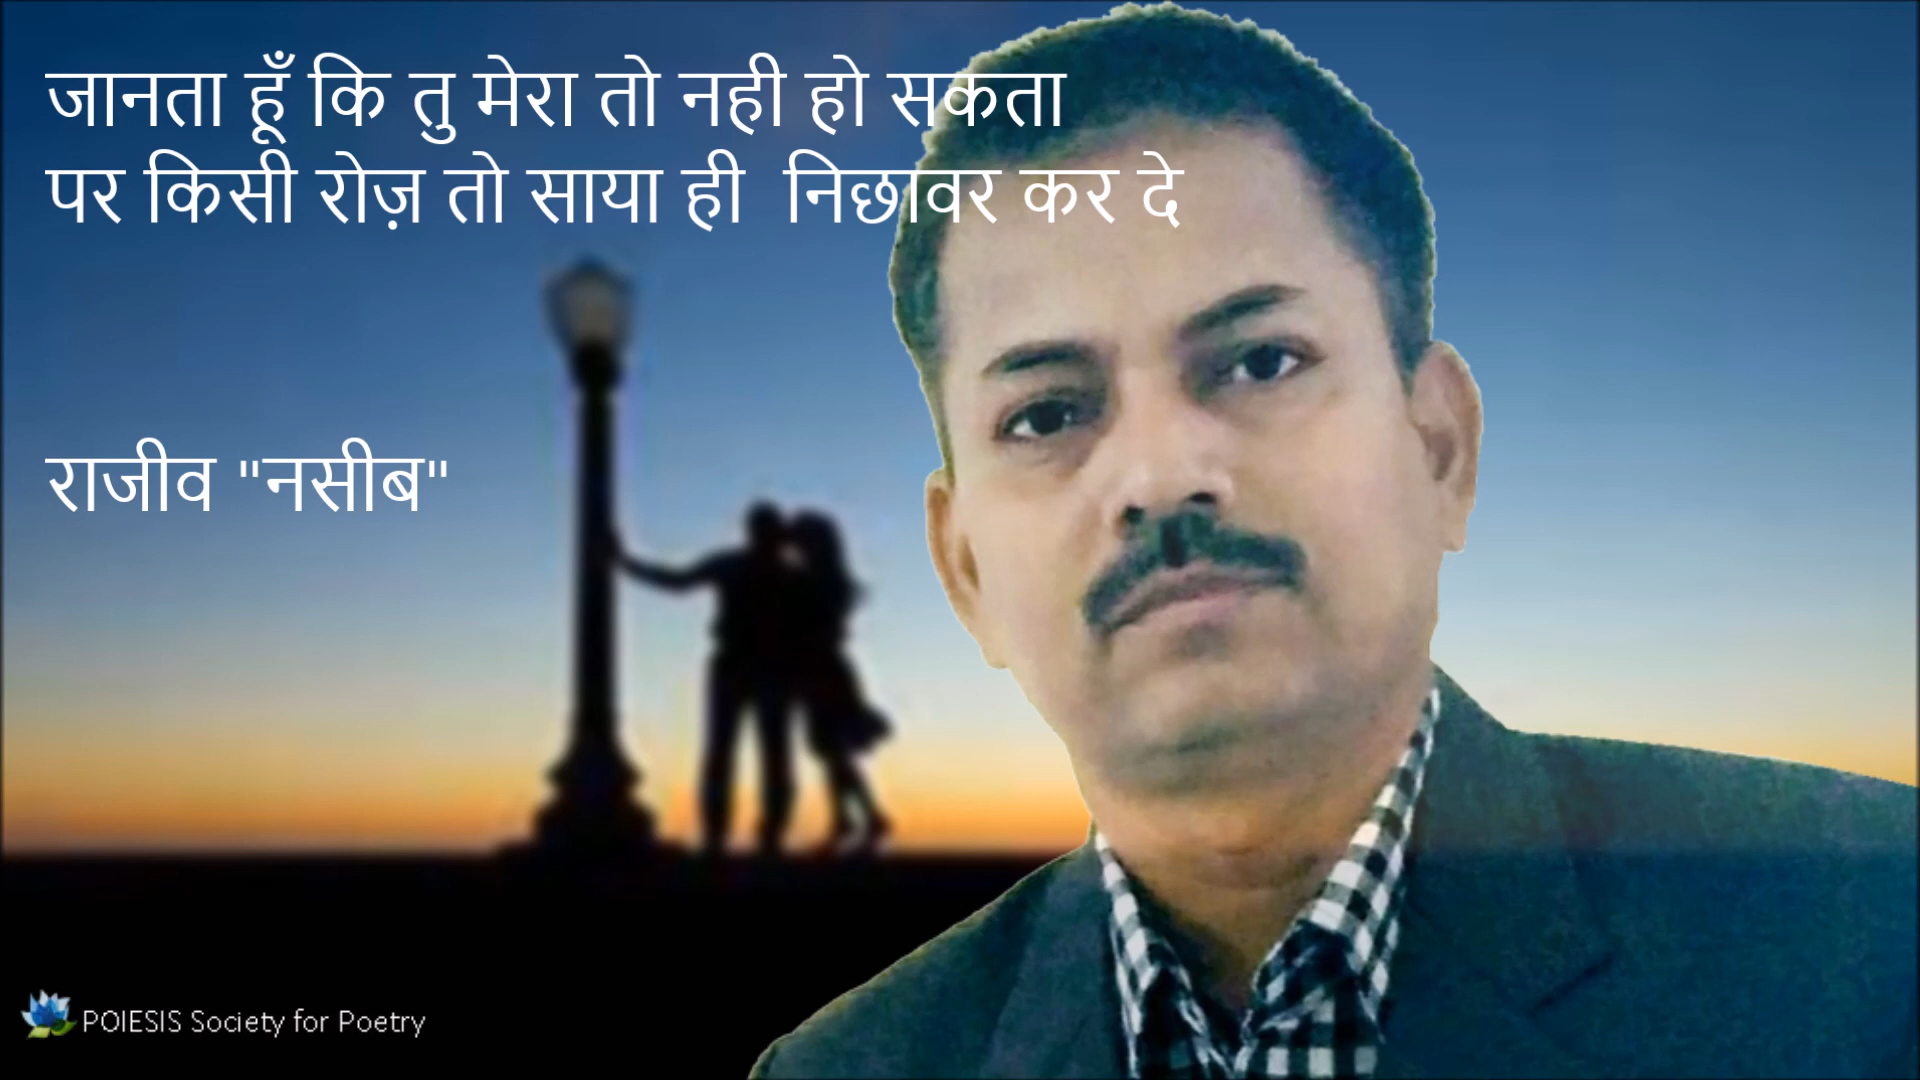 जानता हूँ कि तु मेरा तो नही हो सकता
पर किसी रोज़ तो साया ही निछावर कर दे
राजीव "नसीब"
POIESIS Society for Poetry